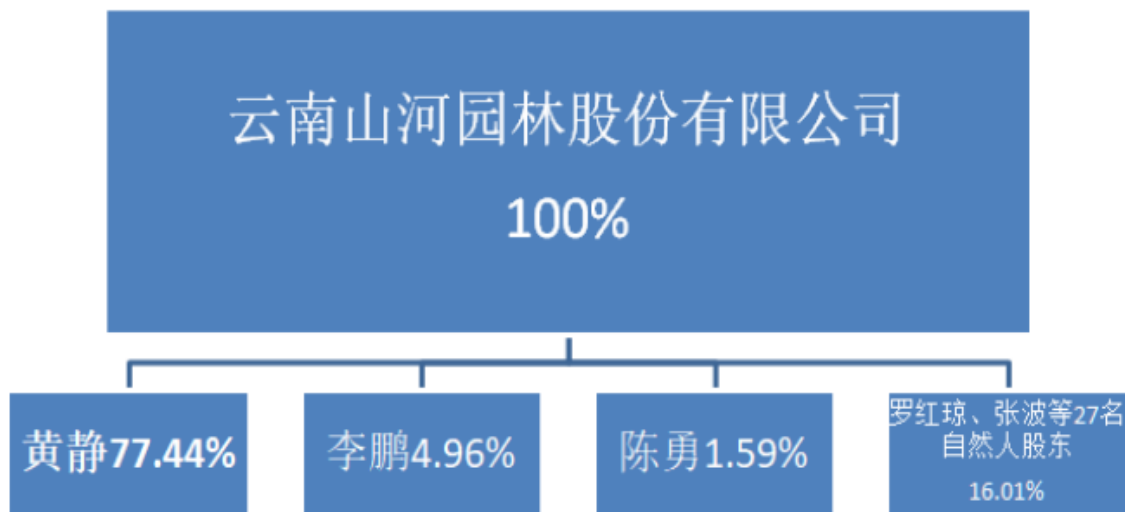 云南山河园林股份有限公司
100%
黄静77.44%
李鹏4.96%
陈勇1.59%
罗红琼、张波等27名
自然人股东
16.01%